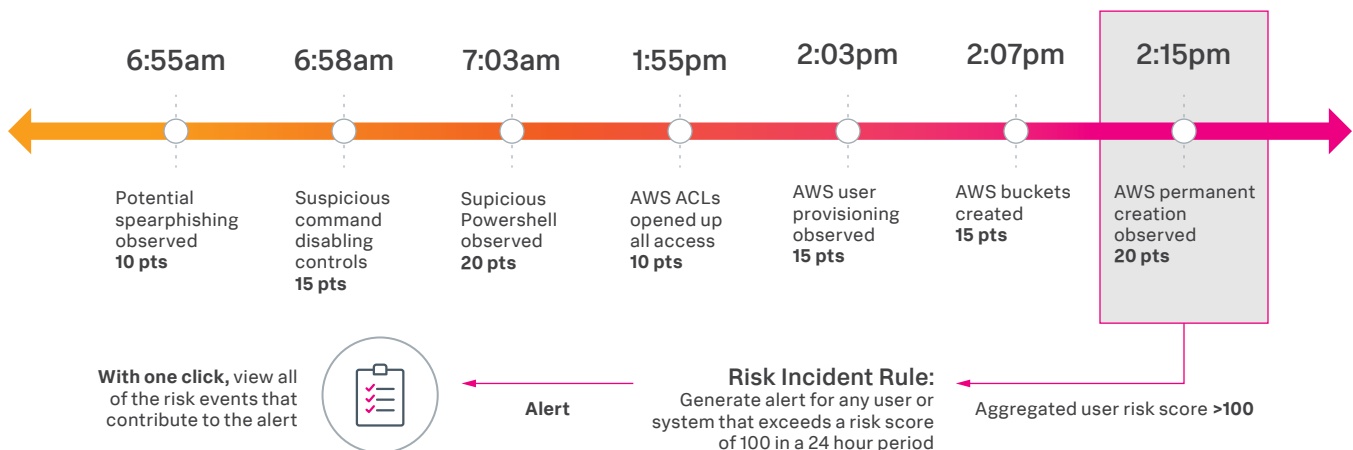 6:55am
6:58am
7:03am
1:55pm
2:03pm
2:07pm
2:15pm
Potential
spearphishing
observed
10 pts
Suspicious
command
disabling
controls
15 pts
Supicious
Powershell
observed
20 pts
AWS ACLs
opened up
all access
10 pts
AWS user
provisioning
observed
15 pts
AWS buckets
created
15 pts
AWS permanent
creation
observed
20 pts
With one click, view all
of the risk events that
contribute to the alert
Alert
Risk Incident Rule:
Generate alert for any user or
system that exceeds a risk score
of 100 in a 24 hour period
Aggregated user risk score >100